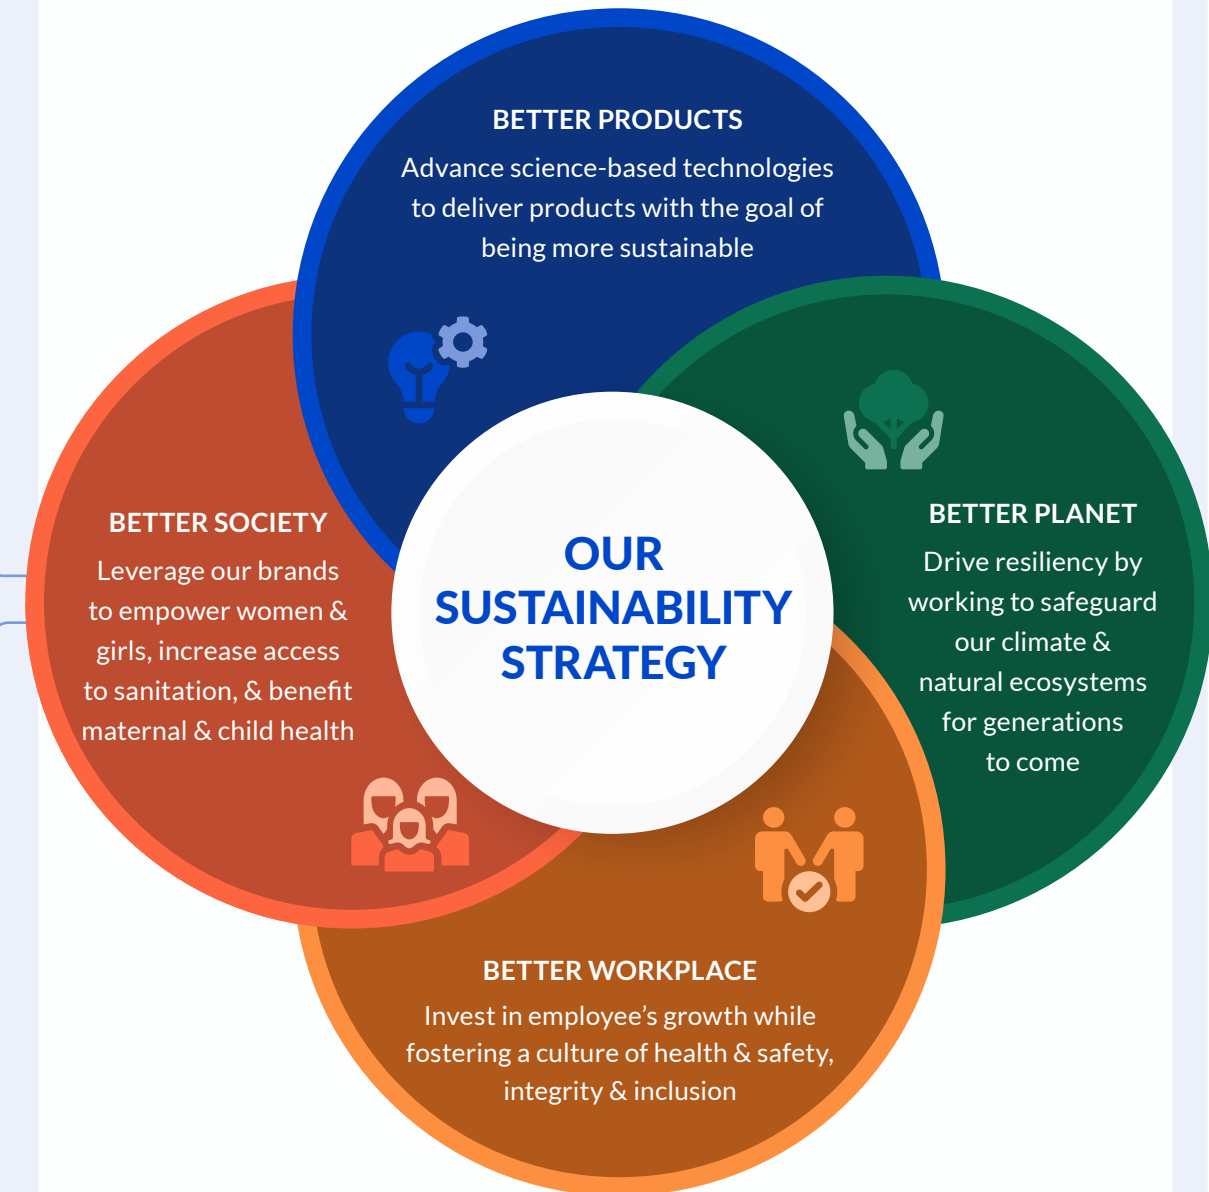 BETTER PRODUCTS
Advance science-based technologies
to deliver products with the goal of
being more sustainable
BETTER SOCIETY
Leverage our brands
to empower women &
girls, increase access
to sanitation, & benefit
maternal & child health
OUR
SUSTAINABILITY
STRATEGY
BETTER PLANET
Drive resiliency by
working to safeguard
our climate &
natural ecosystems
for generations
to come
BETTER WORKPLACE
Invest in employee’s growth while
fostering a culture of health & safety,
integrity & inclusion